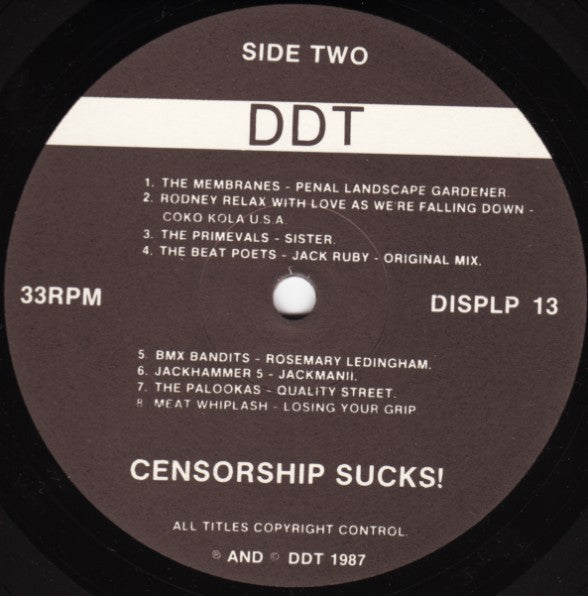 SIDE TWO
DDT
1. THE MEMBRANES - PENAL LANDSCAPE GARDENER.
2. RODNEY RELAX WITH LOVE AS WE'RE FALLING DOWN -
COKO KOLA U.S.A.
3. THE PRIMEVALS - SISTER.
4. THE BEAT POETS - JACK RUBY - ORIGINAL MIX.
33RPM
DISPLP 13
5. BMX BANDITS - ROSEMARY LEDINGHAM.
6. JACKHAMMER 5 - JACKMANII.
7. THE PALOOKAS - QUALITY STREET.
8 MEAT WHIPLASH - LOSING YOUR GRIP
CENSORSHIP SUCKS!
ALL TITLES COPYRIGHT CONTROL.
℗ AND © DDT 1987